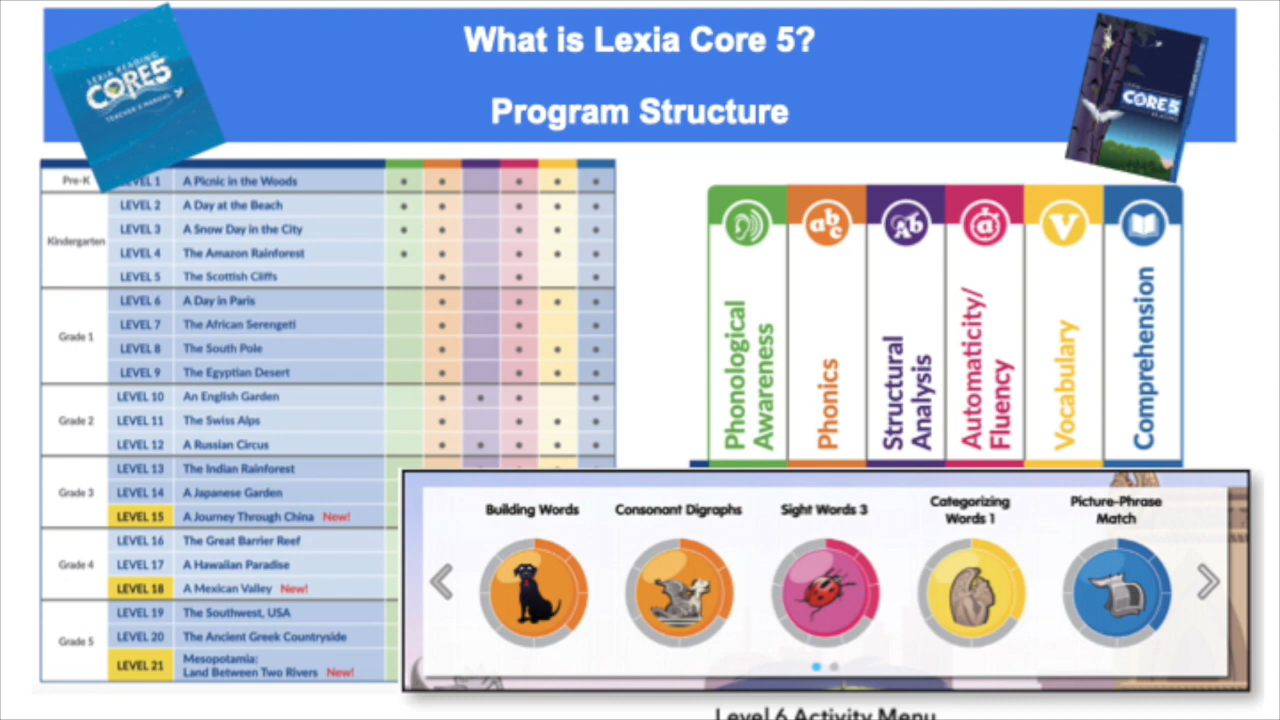 What is Lexia Core 5?
Program Structure
LEXIA READING
CORE5
TEACHER'S MANUAL
CORE5
READING
Pre-K
LEVEL 1 A Picnic in the Woods
Kindergarten
LEVEL 2 A Day at the Beach
LEVEL 3 A Snow Day in the City
LEVEL 4 The Amazon Rainforest
LEVEL 5 The Scottish Cliffs
Grade 1
LEVEL 6 A Day in Paris
LEVEL 7 The African Serengeti
LEVEL 8 The South Pole
LEVEL 9 The Egyptian Desert
Grade 2
LEVEL 10 An English Garden
LEVEL 11 The Swiss Alps
LEVEL 12 A Russian Circus
Grade 3
LEVEL 13 The Indian Rainforest
LEVEL 14 A Japanese Garden
LEVEL 15 A Journey Through China New!
Grade 4
LEVEL 16 The Great Barrier Reef
LEVEL 17 A Hawaiian Paradise
LEVEL 18 A Mexican Valley New!
Grade 5
LEVEL 19 The Southwest, USA
LEVEL 20 The Ancient Greek Countryside
LEVEL 21 Mesopotamia:
Land Between Two Rivers New!
abc
Ab
a
V
Phonological
Awareness
Phonics
Structural
Analysis
Automaticity/
Fluency
Vocabulary
Comprehension
Building Words
Consonant Digraphs
Sight Words 3
Categorizing
Words 1
Picture-Phrase
Match
Level 6 Activity Menu